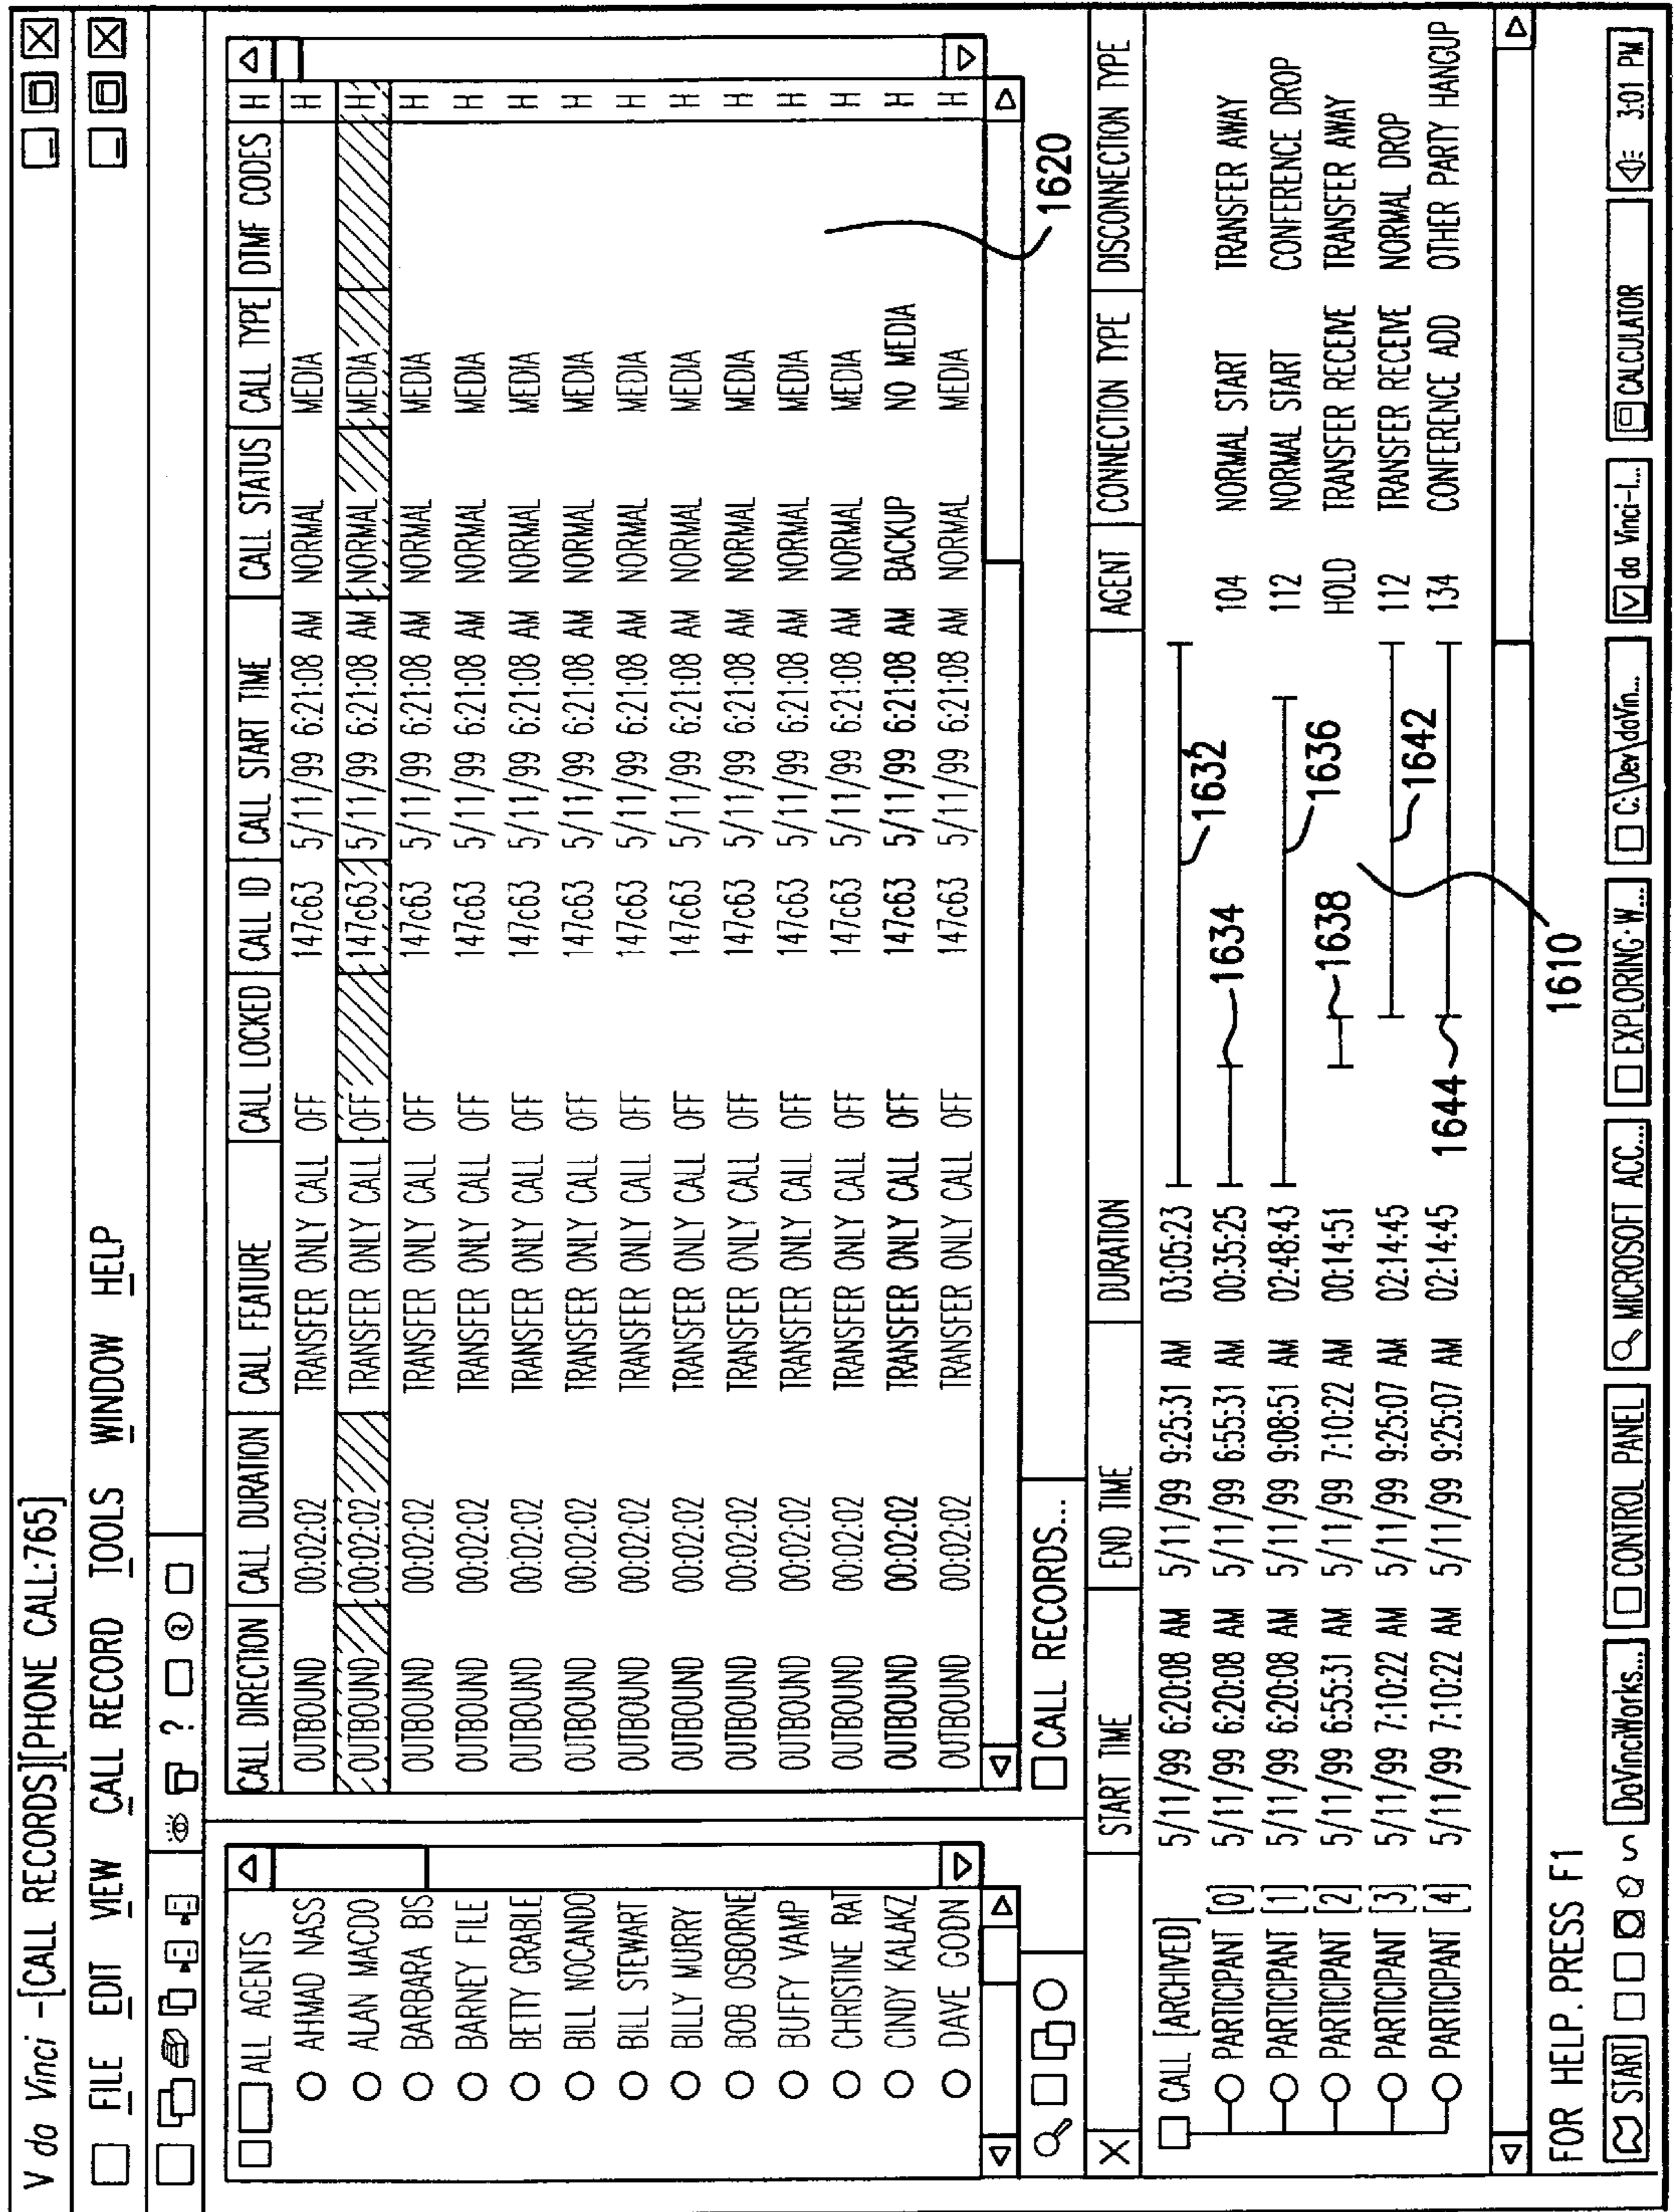 V da Vinci -[CALL RECORDS][PHONE CALL:765]
FILE EDIT VIEW CALL RECORD TOOLS WINDOW HELP
?
ALL AGENTS
AHMAD NASS
ALAN MACDO
BARBARA BIS
BARNEY FILE
BETTY GRABLE
BILL NOCANDO
BILL STEWART
BILLY MURRY
BOB OSBORNE
BUFFY VAMP
CHRISTINE RAT
CINDY KALAKZ
DAVE GODN
CALL DIRECTION CALL DURATION CALL FEATURE CALL LOCKED CALL ID CALL START TIME CALL STATUS CALL TYPE DTMF CODES H
OUTBOUND 00:02:02 TRANSFER ONLY CALL OFF 147c63 5/11/99 6:21:08 AM NORMAL MEDIA H
OUTBOUND 00:02:02 TRANSFER ONLY CALL OFF 147c63 5/11/99 6:21:08 AM NORMAL MEDIA H
OUTBOUND 00:02:02 TRANSFER ONLY CALL OFF 147c63 5/11/99 6:21:08 AM NORMAL MEDIA H
OUTBOUND 00:02:02 TRANSFER ONLY CALL OFF 147c63 5/11/99 6:21:08 AM NORMAL MEDIA H
OUTBOUND 00:02:02 TRANSFER ONLY CALL OFF 147c63 5/11/99 6:21:08 AM NORMAL MEDIA H
OUTBOUND 00:02:02 TRANSFER ONLY CALL OFF 147c63 5/11/99 6:21:08 AM NORMAL MEDIA H
OUTBOUND 00:02:02 TRANSFER ONLY CALL OFF 147c63 5/11/99 6:21:08 AM NORMAL MEDIA H
OUTBOUND 00:02:02 TRANSFER ONLY CALL OFF 147c63 5/11/99 6:21:08 AM NORMAL MEDIA H
OUTBOUND 00:02:02 TRANSFER ONLY CALL OFF 147c63 5/11/99 6:21:08 AM NORMAL MEDIA H
OUTBOUND 00:02:02 TRANSFER ONLY CALL OFF 147c63 5/11/99 6:21:08 AM NORMAL MEDIA H
OUTBOUND 00:02:02 TRANSFER ONLY CALL OFF 147c63 5/11/99 6:21:08 AM NORMAL MEDIA H
OUTBOUND 00:02:02 TRANSFER ONLY CALL OFF 147c63 5/11/99 6:21:08 AM BACKUP NO MEDIA H
OUTBOUND 00:02:02 TRANSFER ONLY CALL OFF 147c63 5/11/99 6:21:08 AM NORMAL MEDIA H
CALL RECORDS...
1620
START TIME END TIME DURATION AGENT CONNECTION TYPE DISCONNECTION TYPE
CALL [ARCHIVED] 5/11/99 6:20:08 AM 5/11/99 9:25:31 AM 03:05:23
PARTICIPANT [0] 5/11/99 6:20:08 AM 5/11/99 6:55:31 AM 00:35:25 104 NORMAL START TRANSFER AWAY
PARTICIPANT [1] 5/11/99 6:20:08 AM 5/11/99 9:08:51 AM 02:48:43 112 NORMAL START CONFERENCE DROP
PARTICIPANT [2] 5/11/99 6:55:31 AM 5/11/99 7:10:22 AM 00:14:51 HOLD TRANSFER RECEIVE TRANSFER AWAY
PARTICIPANT [3] 5/11/99 7:10:22 AM 5/11/99 9:25:07 AM 02:14:45 112 TRANSFER RECEIVE NORMAL DROP
PARTICIPANT [4] 5/11/99 7:10:22 AM 5/11/99 9:25:07 AM 02:14:45 134 CONFERENCE ADD OTHER PARTY HANGUP
1632
1634
1636
1638
1642
1644
1610
FOR HELP. PRESS F1
START DaVinciWorks... CONTROL PANEL MICROSOFT ACC... EXPLORING·W... C:\Dev\daVin... V da Vinci-I... CALCULATOR 3:01 PM